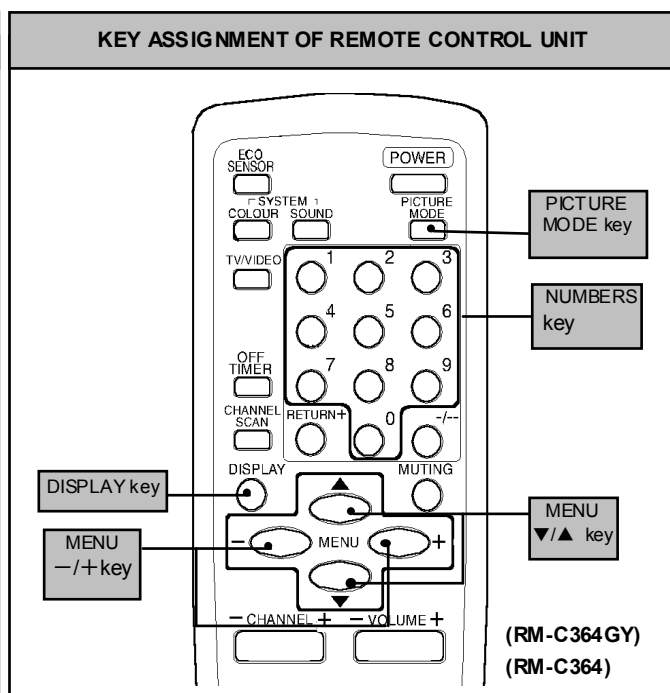 KEY ASSIGNMENT OF REMOTE CONTROL UNIT
ECO
SENSOR
POWER
SYSTEM
COLOUR SOUND
PICTURE
MODE
PICTURE
MODE key
TV/VIDEO
1 2 3
NUMBERS
key
4 5 6
OFF
TIMER
7 8 9
CHANNEL
SCAN
RETURN+
0
-/--
DISPLAY
MUTING
DISPLAY key
▲
MENU
▼/▲ key
MENU
−/+key
− MENU +
▼
− CHANNEL + − VOLUME +
(RM-C364GY)
(RM-C364)